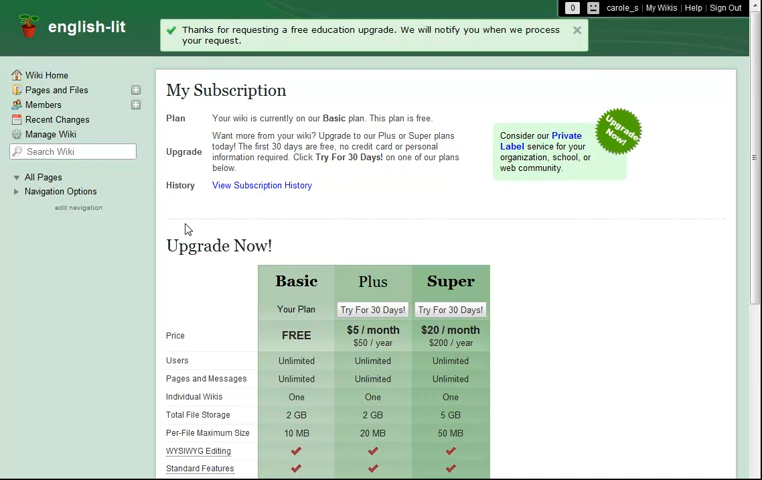 0 carole_s | My Wikis | Help | Sign Out
english-lit
Thanks for requesting a free education upgrade. We will notify you when we process
your request.
Wiki Home
Pages and Files
Members
Recent Changes
Manage Wiki
Search Wiki
All Pages
Navigation Options
edit navigation
My Subscription
Plan Your wiki is currently on our Basic plan. This plan is free.
Upgrade Want more from your wiki? Upgrade to our Plus or Super plans
today! The first 30 days are free, no credit card or personal
information required. Click Try For 30 Days! on one of our plans
below.
History View Subscription History
Consider our Private
Label service for your
organization, school, or
web community.
Upgrade
Now!
Upgrade Now!
Basic Plus Super
Your Plan Try For 30 Days! Try For 30 Days!
Price FREE $5 / month $20 / month
$50 / year $200 / year
Users Unlimited Unlimited Unlimited
Pages and Messages Unlimited Unlimited Unlimited
Individual Wikis One One One
Total File Storage 2 GB 2 GB 5 GB
Per-File Maximum Size 10 MB 20 MB 50 MB
WYSIWYG Editing
Standard Features